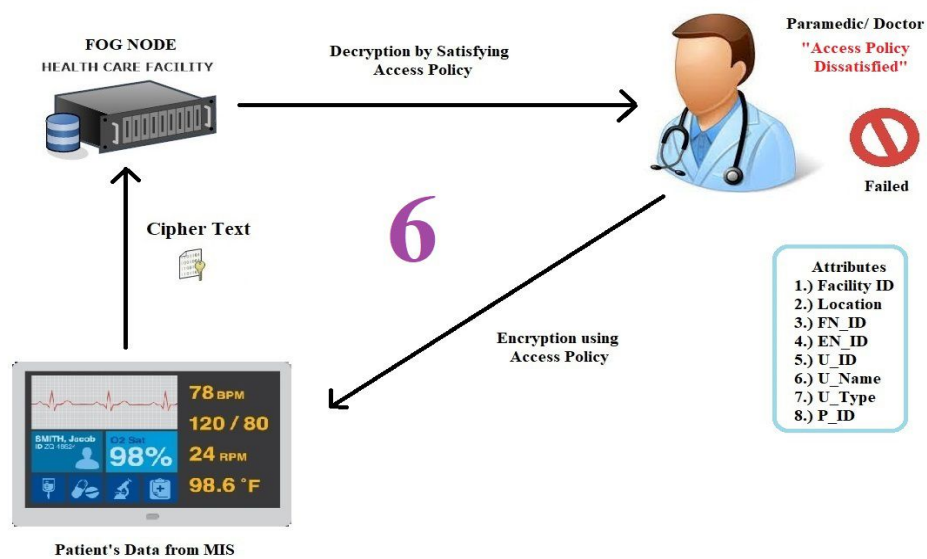 FOG NODE
HEALTH CARE FACILITY
Decryption by Satisfying
Access Policy
Paramedic/ Doctor
"Access Policy
Dissatisfied"
Failed
Cipher Text
6
Encryption using
Access Policy
Attributes
1.) Facility ID
2.) Location
3.) FN_ID
4.) EN_ID
5.) U_ID
6.) U_Name
7.) U_Type
8.) P_ID
78 BPM
120 / 80
24 RPM
98.6 °F
SMITH, Jacob
ID ZQ
O2 Sat
98%
Patient's Data from MIS